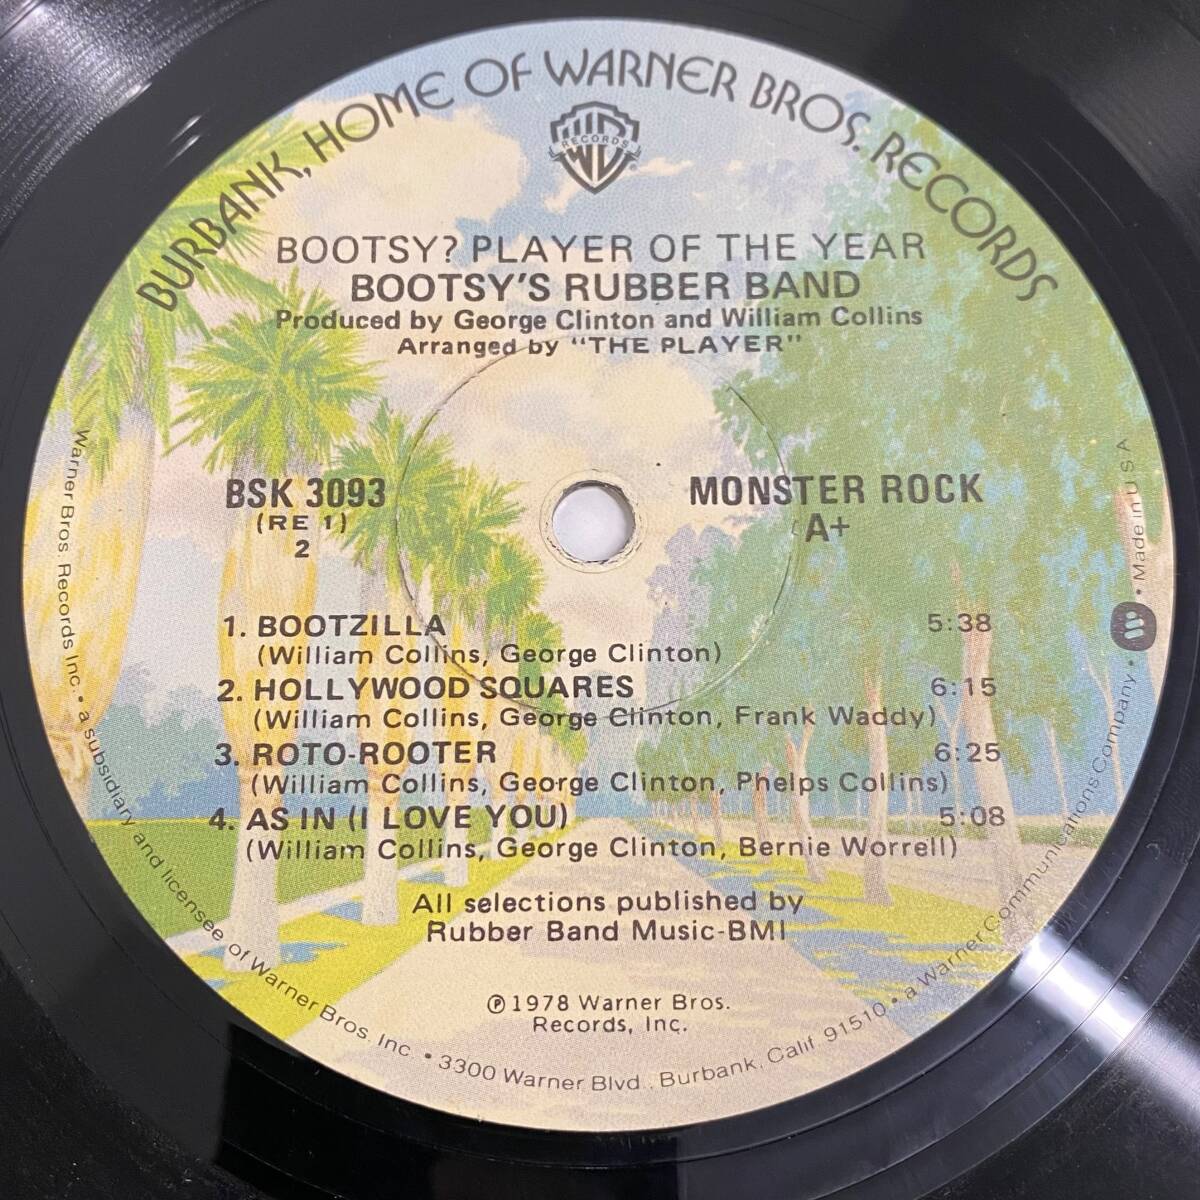 BURBANK, HOME OF WARNER BROS. RECORDS
WB
RECORDS
BOOTSY? PLAYER OF THE YEAR
BOOTSY'S RUBBER BAND
Produced by George Clinton and William Collins
Arranged by "THE PLAYER"
BSK 3093
(RE 1)
2
MONSTER ROCK
A+
1. BOOTZILLA 5:38
(William Collins, George Clinton)
2. HOLLYWOOD SQUARES 6:15
(William Collins, George Clinton, Frank Waddy)
3. ROTO-ROOTER 6:25
(William Collins, George Clinton, Phelps Collins)
4. AS IN (I LOVE YOU) 5:08
(William Collins, George Clinton, Bernie Worrell)
All selections published by
Rubber Band Music-BMI
℗ 1978 Warner Bros.
Records, Inc.
Warner Bros. Records Inc. • a subsidiary and licensee of Warner Bros. Inc • 3300 Warner Blvd., Burbank, Calif. 91510 • a Warner Communications Company • Made in U S A